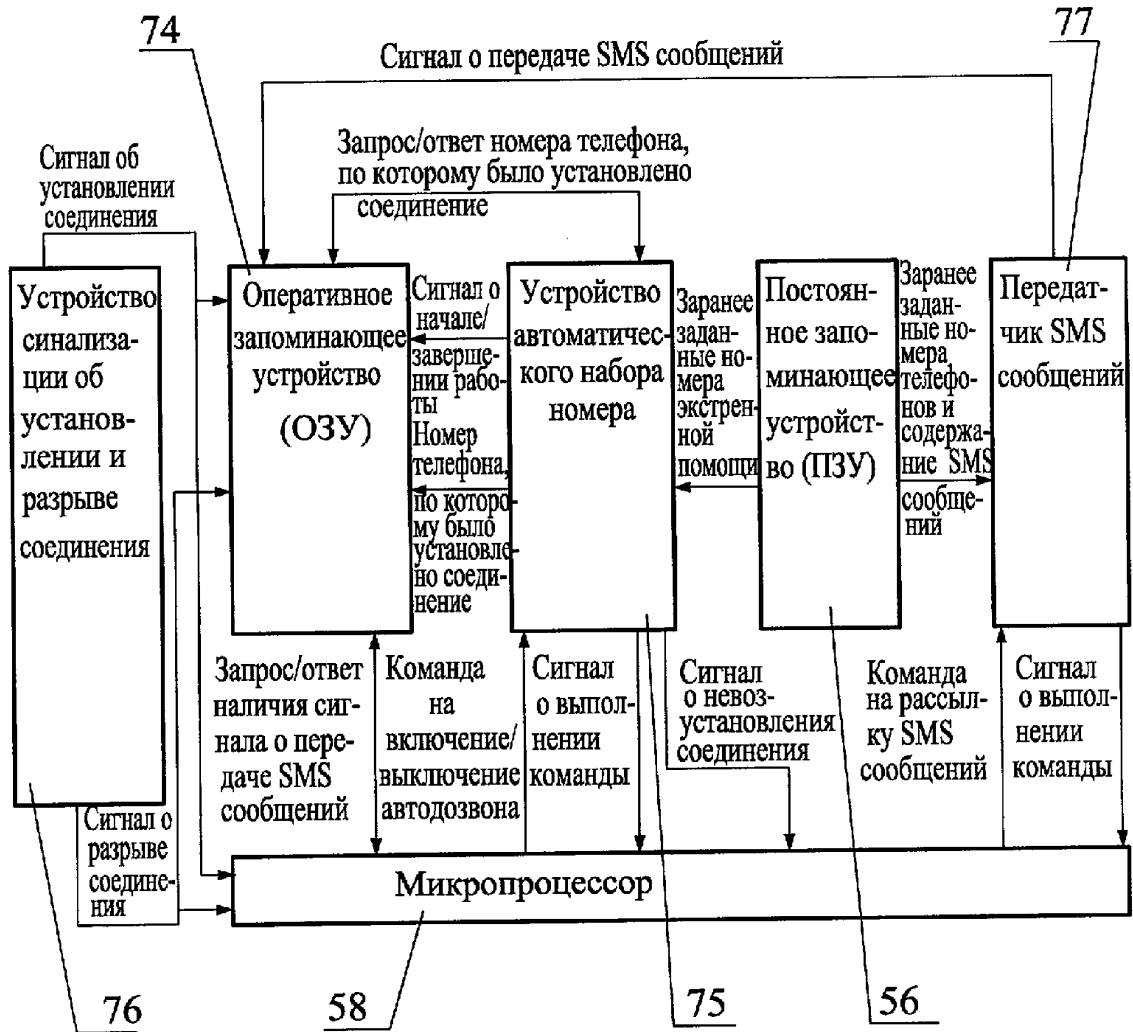 74
77
Сигнал о передаче SMS сообщений
Сигнал об
установлении
соединения
Запрос/ответ номера телефона,
по которому было установлено
соединение
Устройство
синализа-
ции об
установ-
лении и
разрыве
соединения
Оперативное
запоминающее
устройство
(ОЗУ)
Сигнал о
начале/
заверше-
нии рабо-
ты
Номер
телефона,
по которо-
му было
установле-
но соеди-
нение
Устройство
автоматичес-
кого набора
номера
Заранее
задан-
ные но-
мера
экстрен-
ной
помощи
Постоян-
ное запо-
минающее
устройст-
во (ПЗУ)
Заранее
задан-
ные но-
мера
телефо-
нов и
содержа-
ние SMS
сообще-
ний
Передат-
чик SMS
сообщений
Запрос/ответ
наличия сиг-
нала о пере-
даче SMS
сообщений
Команда
на
включение/
выключение
автодозвона
Сигнал
о выпол-
нении
команды
Сигнал
о невоз-
установления
соединения
Команда
на рассыл-
ку SMS
сообщений
Сигнал
о выпол-
нении
команды
Сигнал о
разрыве
соедине-
ния
Микропроцессор
76
58
75
56